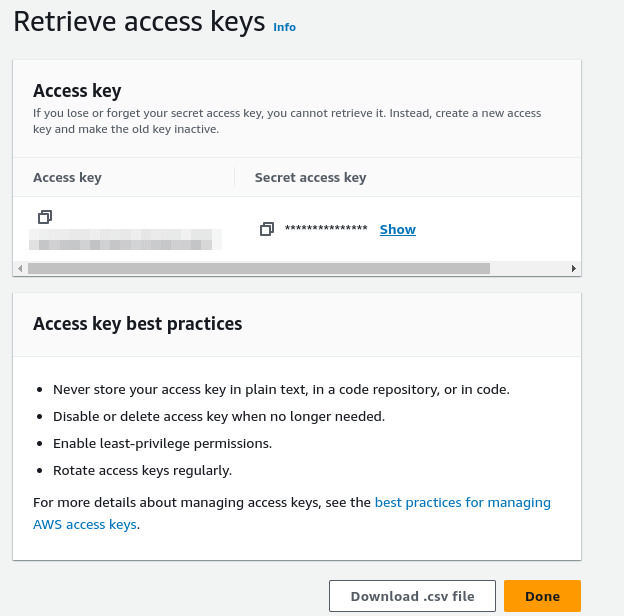 Retrieve access keys Info
Access key
If you lose or forget your secret access key, you cannot retrieve it. Instead, create a new access
key and make the old key inactive.
Access key Secret access key
*************** Show
Access key best practices
• Never store your access key in plain text, in a code repository, or in code.
• Disable or delete access key when no longer needed.
• Enable least-privilege permissions.
• Rotate access keys regularly.
For more details about managing access keys, see the best practices for managing
AWS access keys.
Download .csv file Done